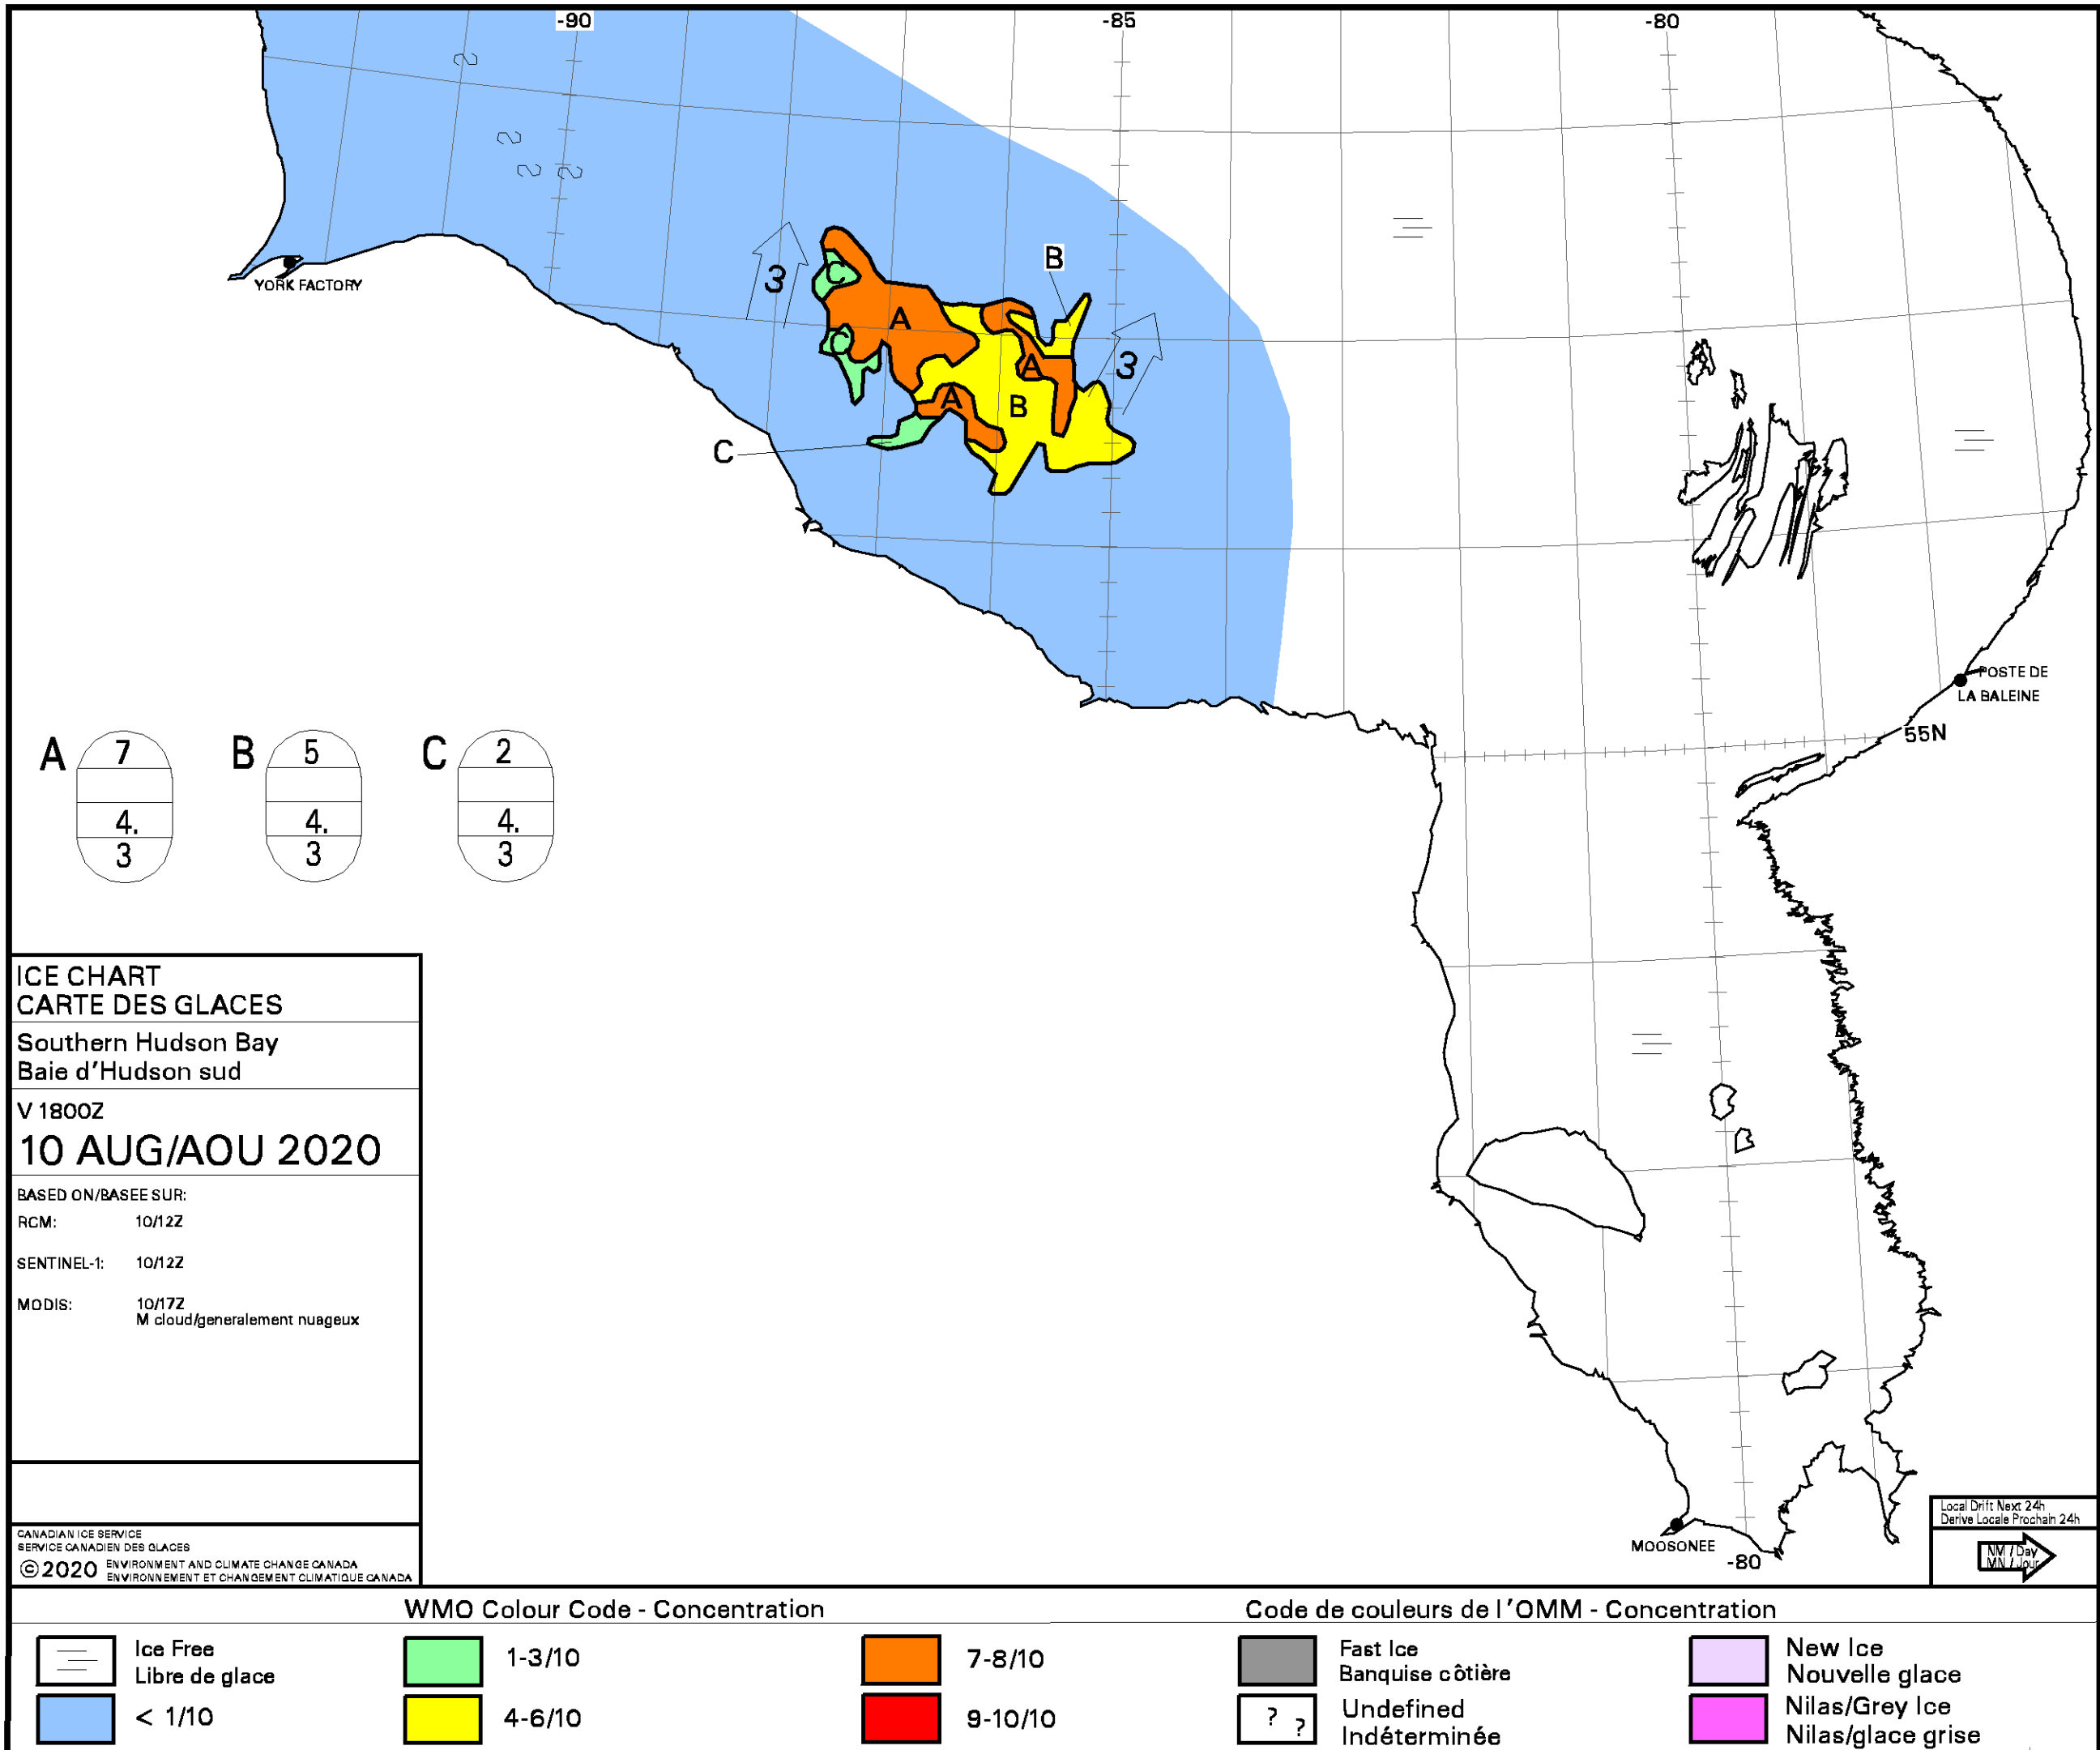 -90
-85
-80
YORK FACTORY
3
C
A
B
C
A
3
A
B
C
POSTE DE
LA BALEINE
55N
A
7
4.
3
B
5
4.
3
C
2
4.
3
ICE CHART
CARTE DES GLACES
Southern Hudson Bay
Baie d'Hudson sud
V 1800Z
10 AUG/AOU 2020
BASED ON/BASEE SUR:
RCM: 10/12Z
SENTINEL-1: 10/12Z
MODIS: 10/17Z
M cloud/generalement nuageux
CANADIAN ICE SERVICE
SERVICE CANADIEN DES GLACES
©2020 ENVIRONMENT AND CLIMATE CHANGE CANADA
ENVIRONNEMENT ET CHANGEMENT CLIMATIQUE CANADA
MOOSONEE
-80
Local Drift Next 24h
Derive Locale Prochain 24h
NM / Day
MN / Jour
WMO Colour Code - Concentration
Code de couleurs de l'OMM - Concentration
Ice Free
Libre de glace
< 1/10
1-3/10
4-6/10
7-8/10
9-10/10
Fast Ice
Banquise côtière
? ?
Undefined
Indéterminée
New Ice
Nouvelle glace
Nilas/Grey Ice
Nilas/glace grise